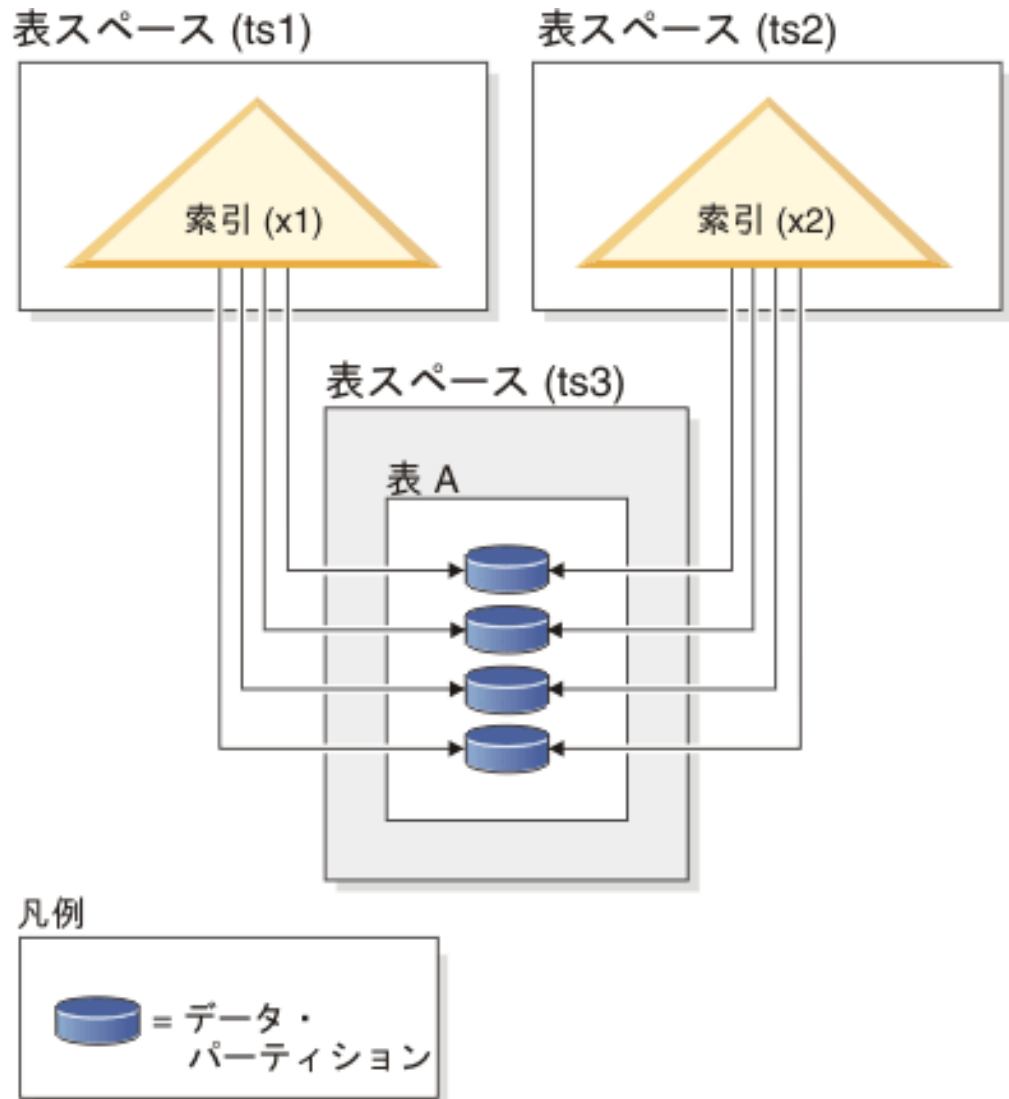 表スペース (ts1)
表スペース (ts2)
索引 (x1)
索引 (x2)
表スペース (ts3)
表 A
凡例
= データ・
パーティション